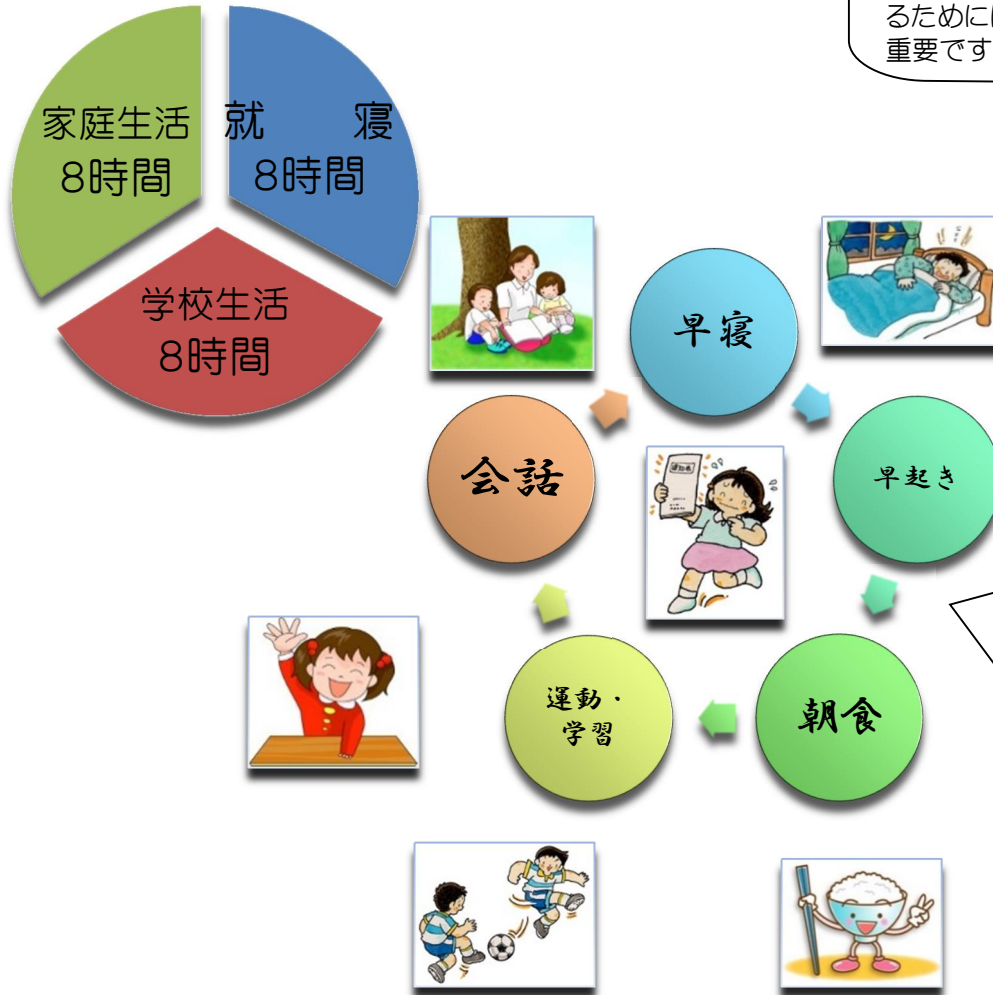 るために
重要です
家庭生活
8時間
就　寝
8時間
学校生活
8時間
早寝
会話
早起き
運動・
学習
朝食